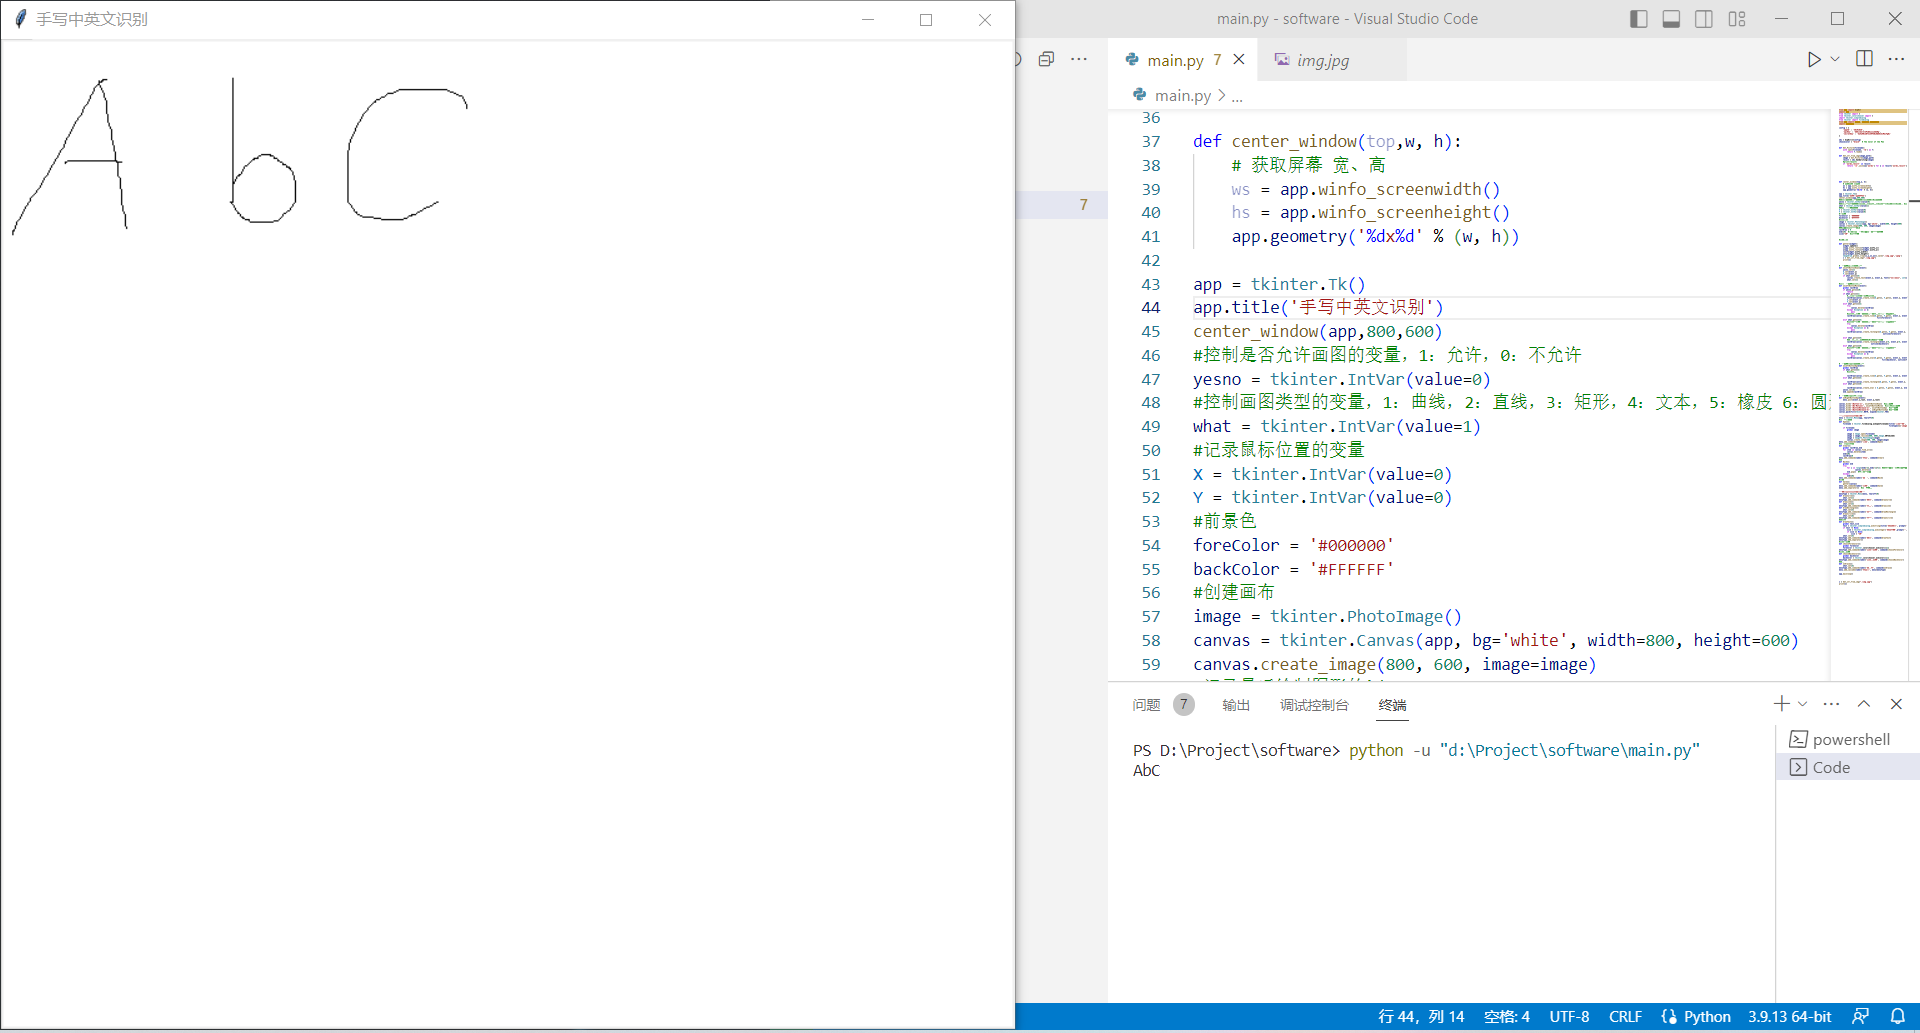 手写中英文识别
A b C
main.py - software - Visual Studio Code
main.py 7
img.jpg
main.py > ...
7
36
37 def center_window(top,w, h):
38 # 获取屏幕 宽、高
39 ws = app.winfo_screenwidth()
40 hs = app.winfo_screenheight()
41 app.geometry('%dx%d' % (w, h))
42
43 app = tkinter.Tk()
44 app.title('手写中英文识别')
45 center_window(app,800,600)
46 #控制是否允许画图的变量，1：允许，0：不允许
47 yesno = tkinter.IntVar(value=0)
48 #控制画图类型的变量，1：曲线，2：直线，3：矩形，4：文本，5：橡皮 6：圆
49 what = tkinter.IntVar(value=1)
50 #记录鼠标位置的变量
51 X = tkinter.IntVar(value=0)
52 Y = tkinter.IntVar(value=0)
53 #前景色
54 foreColor = '#000000'
55 backColor = '#FFFFFF'
56 #创建画布
57 image = tkinter.PhotoImage()
58 canvas = tkinter.Canvas(app, bg='white', width=800, height=600)
59 canvas.create_image(800, 600, image=image)
问题 7 输出 调试控制台 终端
PS D:\Project\software> python -u "d:\Project\software\main.py"
AbC
powershell
Code
行 44，列 14 空格: 4 UTF-8 CRLF Python 3.9.13 64-bit